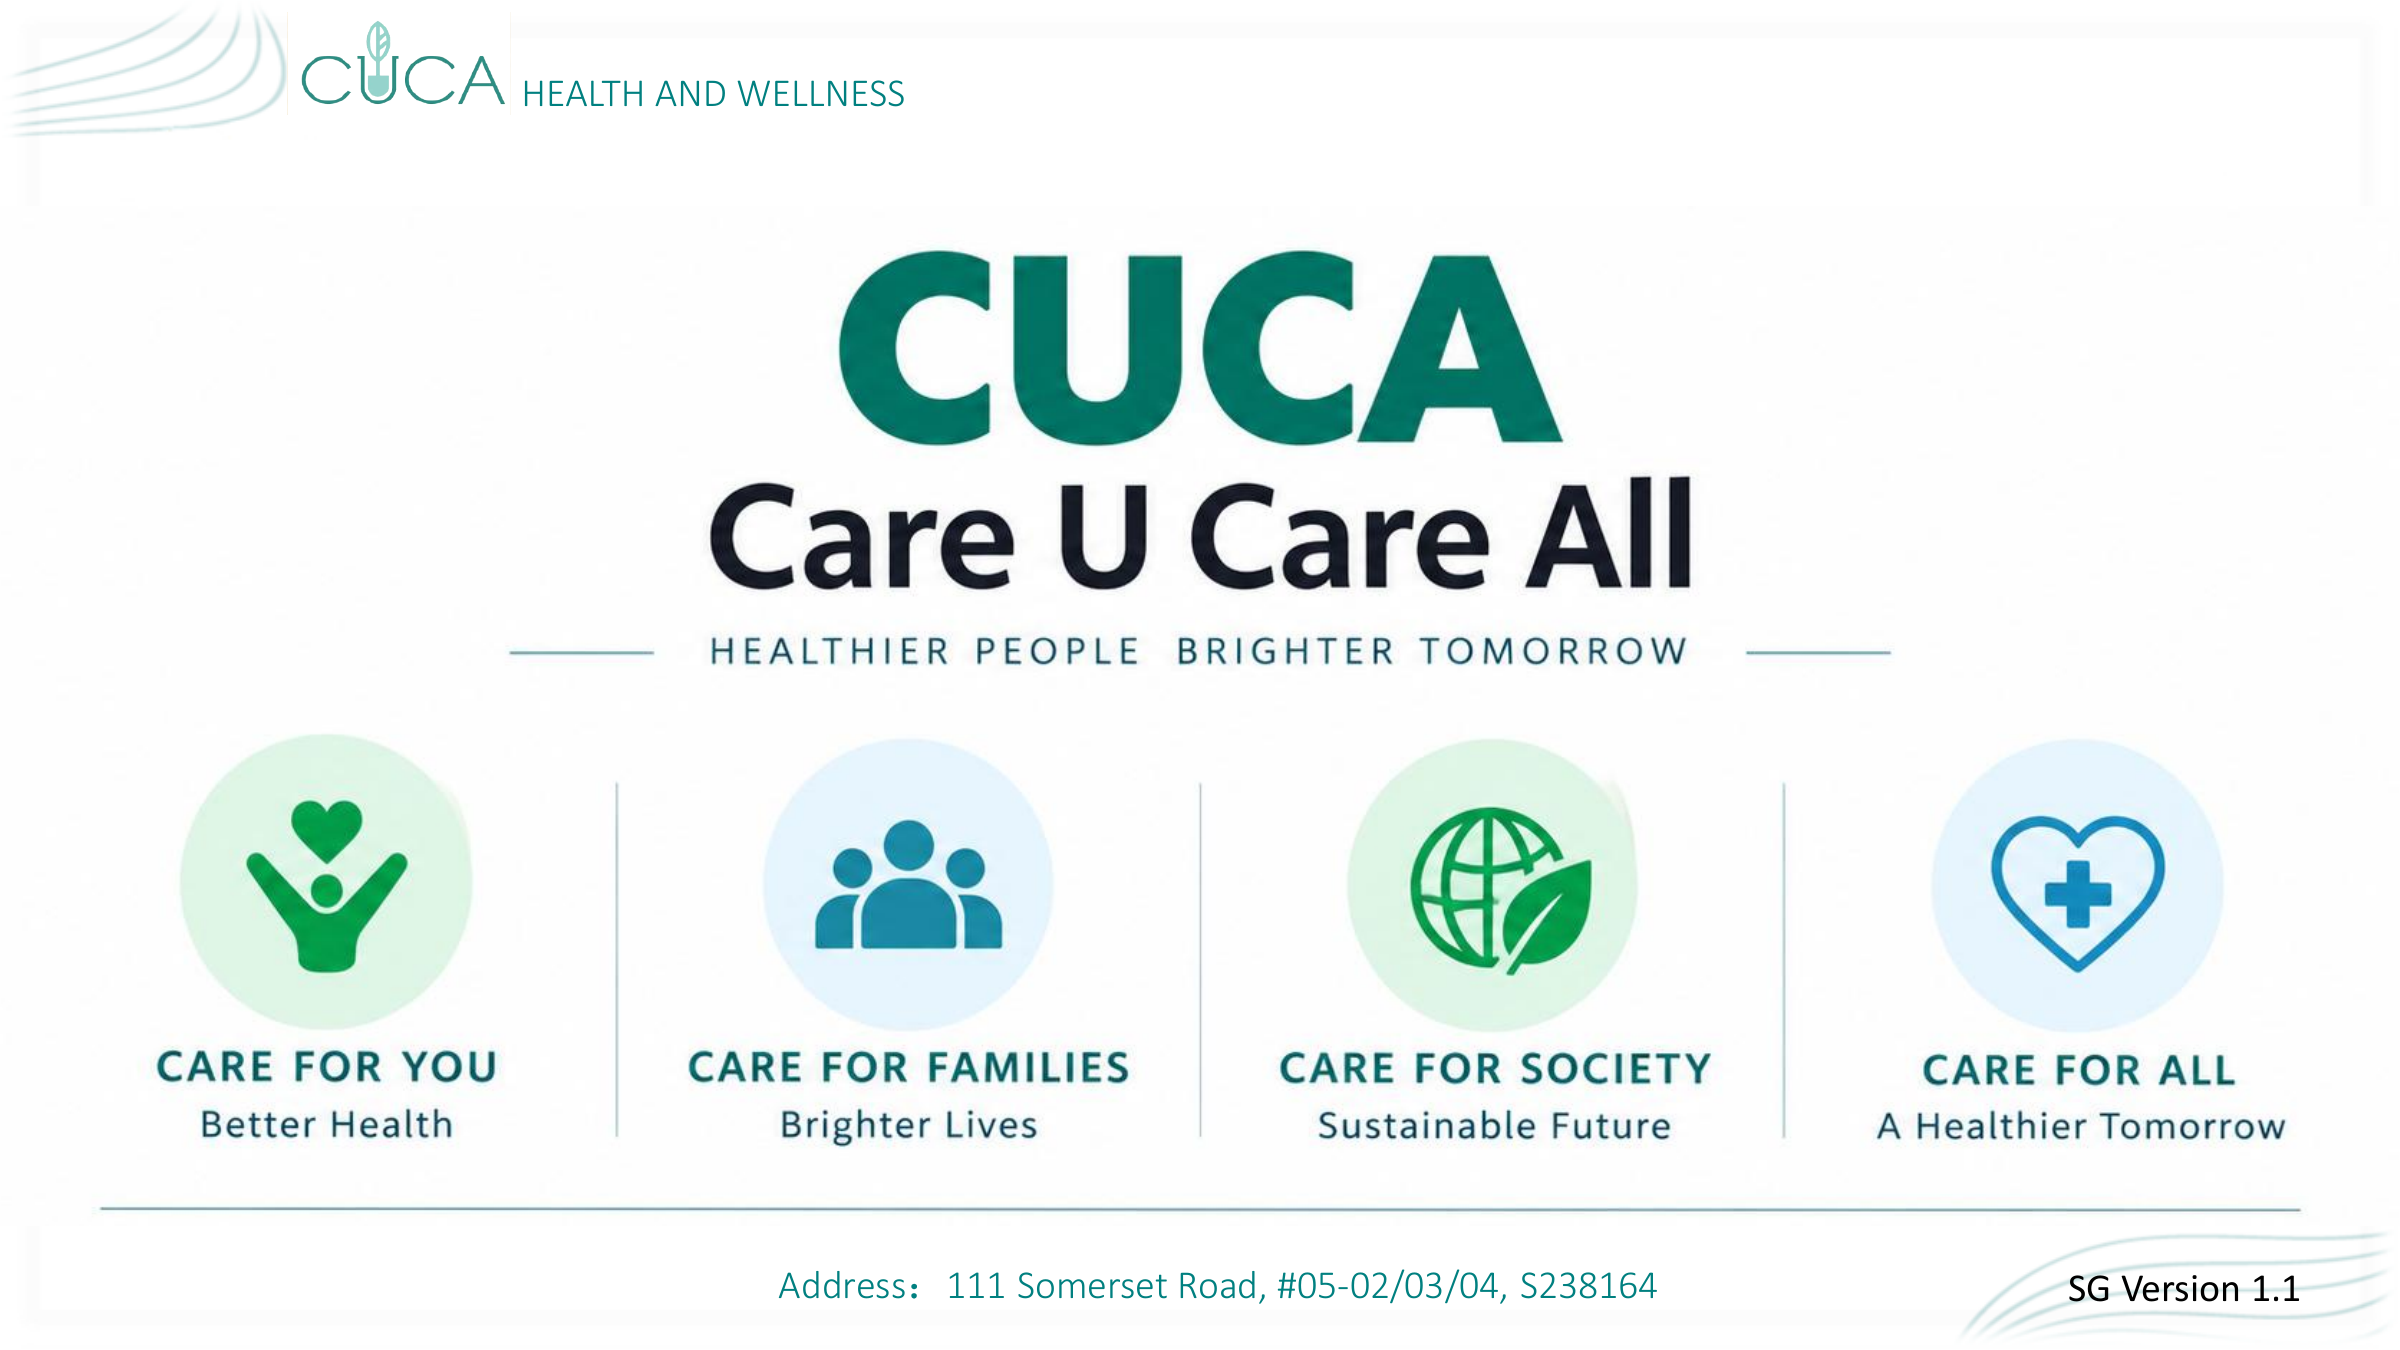 CUCA HEALTH AND WELLNESS
CUCA
Care U Care All
HEALTHIER PEOPLE BRIGHTER TOMORROW
CARE FOR YOU
Better Health
CARE FOR FAMILIES
Brighter Lives
CARE FOR SOCIETY
Sustainable Future
CARE FOR ALL
A Healthier Tomorrow
Address： 111 Somerset Road, #05-02/03/04, S238164
SG Version 1.1